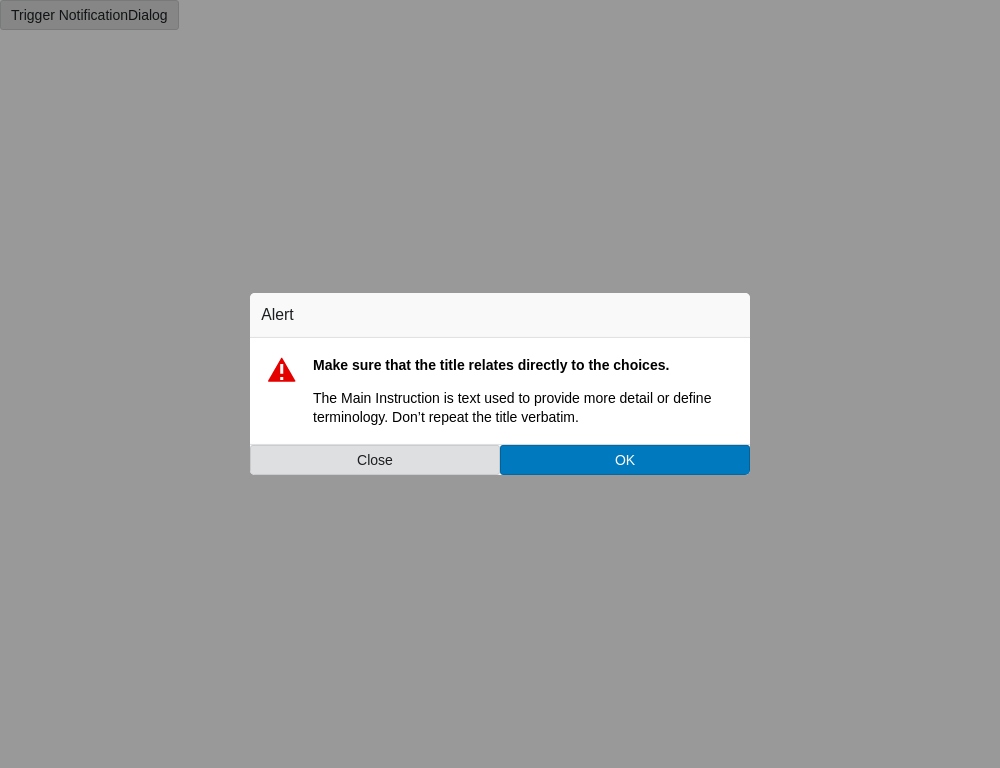 Trigger NotificationDialog
Alert
Make sure that the title relates directly to the choices.
The Main Instruction is text used to provide more detail or define
terminology. Don’t repeat the title verbatim.
Close
OK